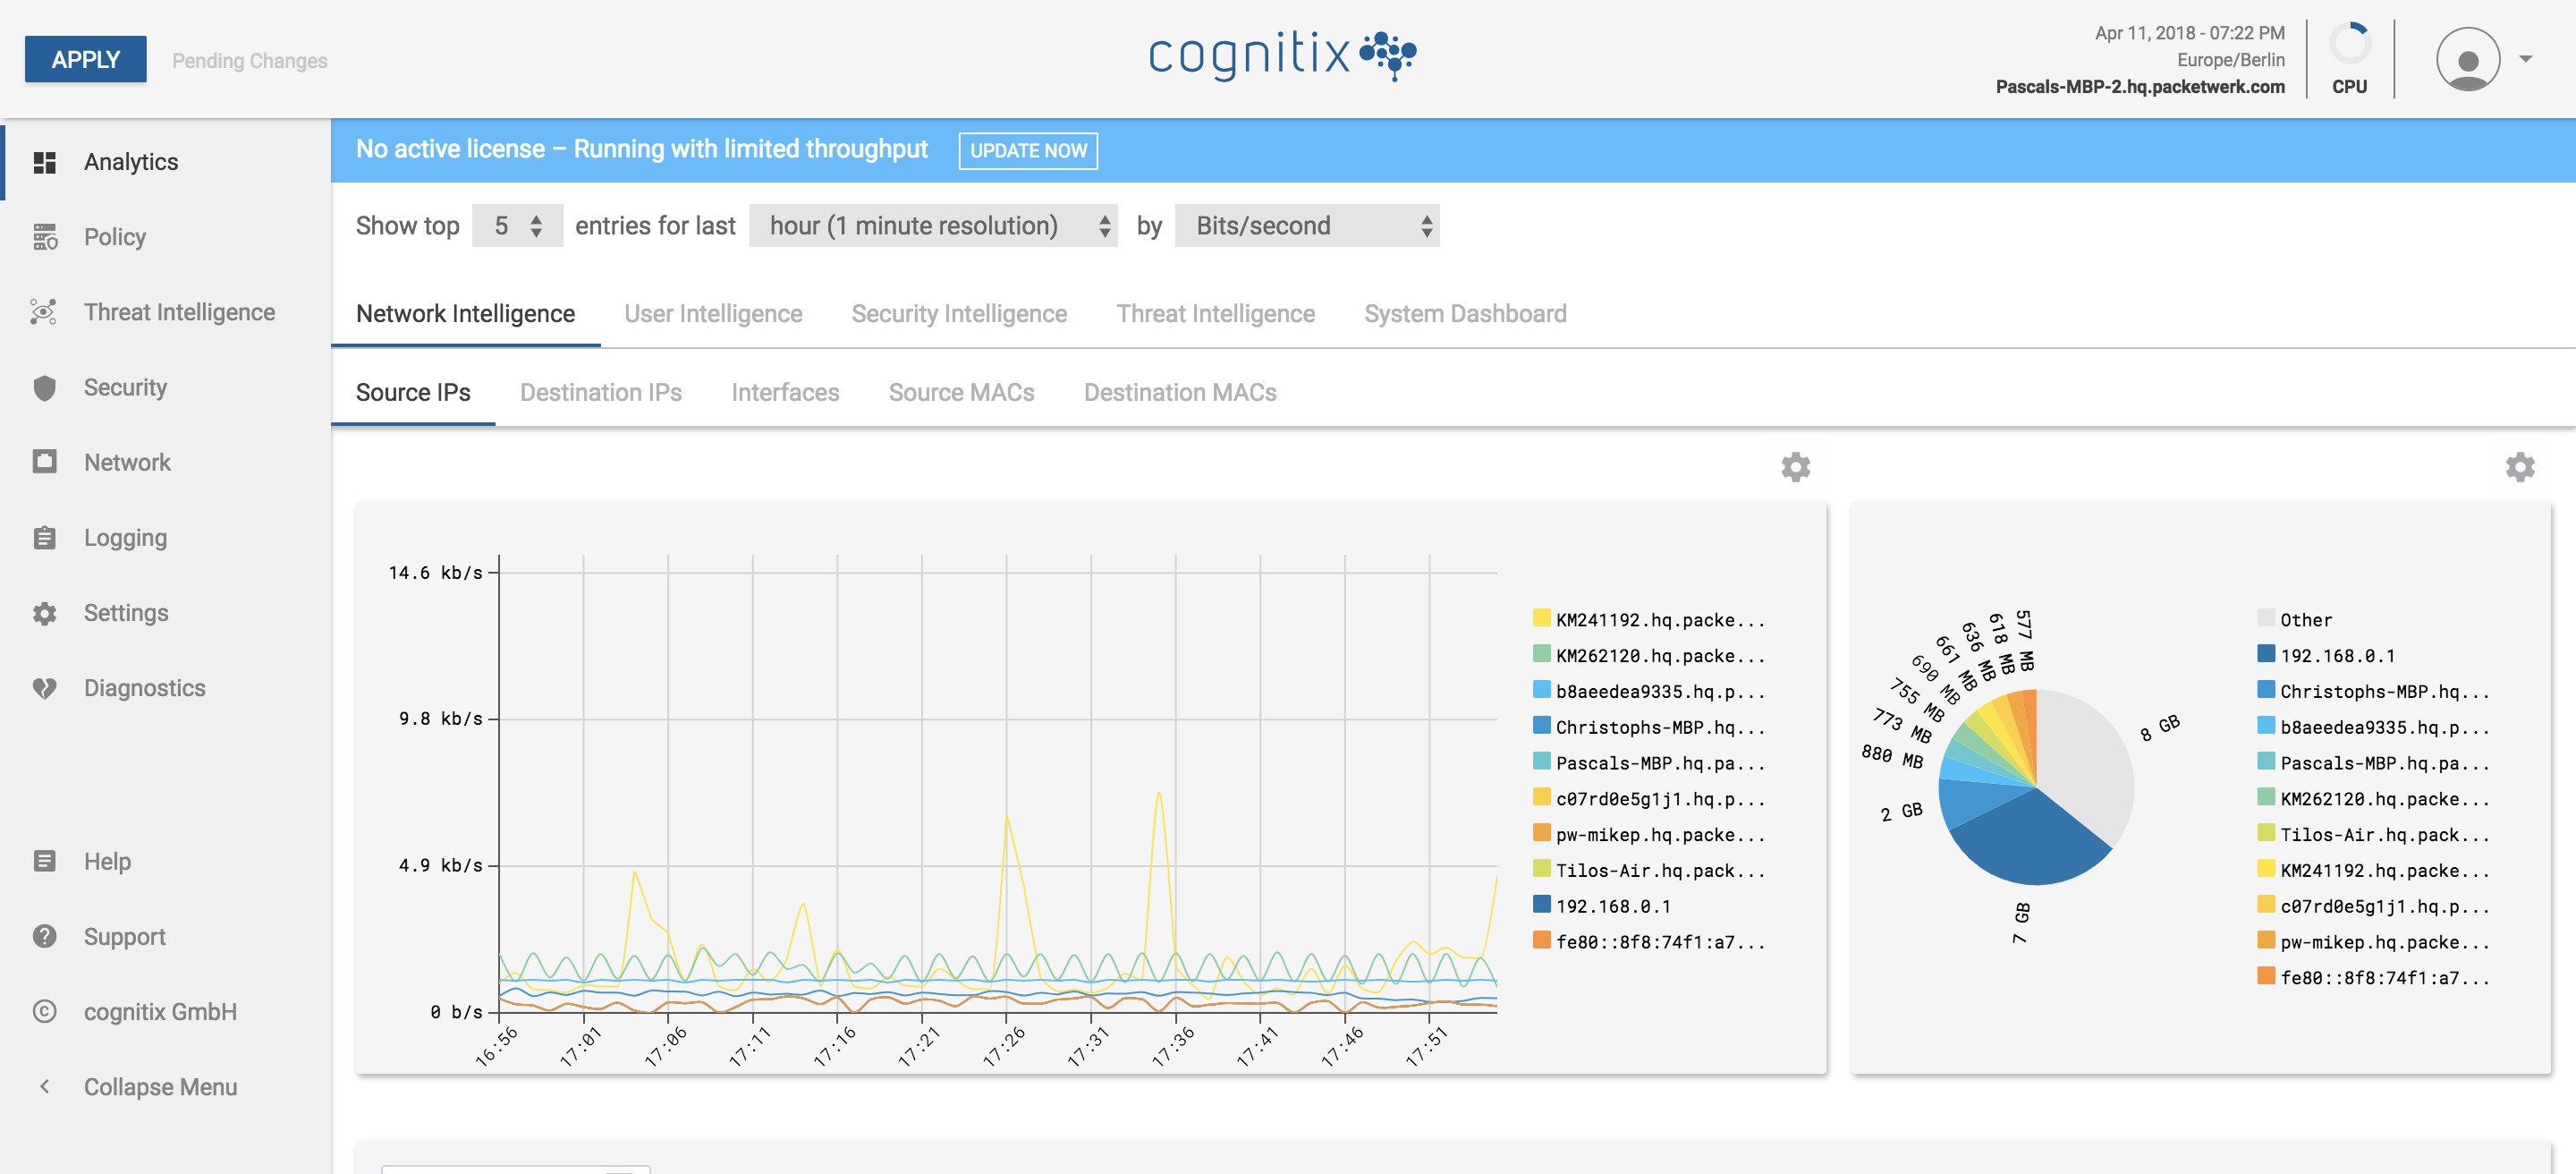 APPLY Pending Changes
cognitix
Apr 11, 2018 - 07:22 PM
Europe/Berlin
Pascals-MBP-2.hq.packetwerk.com
CPU
Analytics
Policy
Threat Intelligence
Security
Network
Logging
Settings
Diagnostics
Help
Support
cognitix GmbH
Collapse Menu
No active license – Running with limited throughput UPDATE NOW
Show top 5 entries for last hour (1 minute resolution) by Bits/second
Network Intelligence User Intelligence Security Intelligence Threat Intelligence System Dashboard
Source IPs Destination IPs Interfaces Source MACs Destination MACs
14.6 kb/s
9.8 kb/s
4.9 kb/s
0 b/s
16:56 17:01 17:06 17:11 17:16 17:21 17:26 17:31 17:36 17:41 17:46 17:51
KM241192.hq.packe...
KM262120.hq.packe...
b8aeedea9335.hq.p...
Christophs-MBP.hq...
Pascals-MBP.hq.pa...
c07rd0e5g1j1.hq.p...
pw-mikep.hq.packe...
Tilos-Air.hq.pack...
192.168.0.1
fe80::8f8:74f1:a7...
8 GB
7 GB
2 GB
880 MB
773 MB
755 MB
690 MB
661 MB
636 MB
618 MB
577 MB
Other
192.168.0.1
Christophs-MBP.hq...
b8aeedea9335.hq.p...
Pascals-MBP.hq.pa...
KM262120.hq.packe...
Tilos-Air.hq.pack...
KM241192.hq.packe...
c07rd0e5g1j1.hq.p...
pw-mikep.hq.packe...
fe80::8f8:74f1:a7...